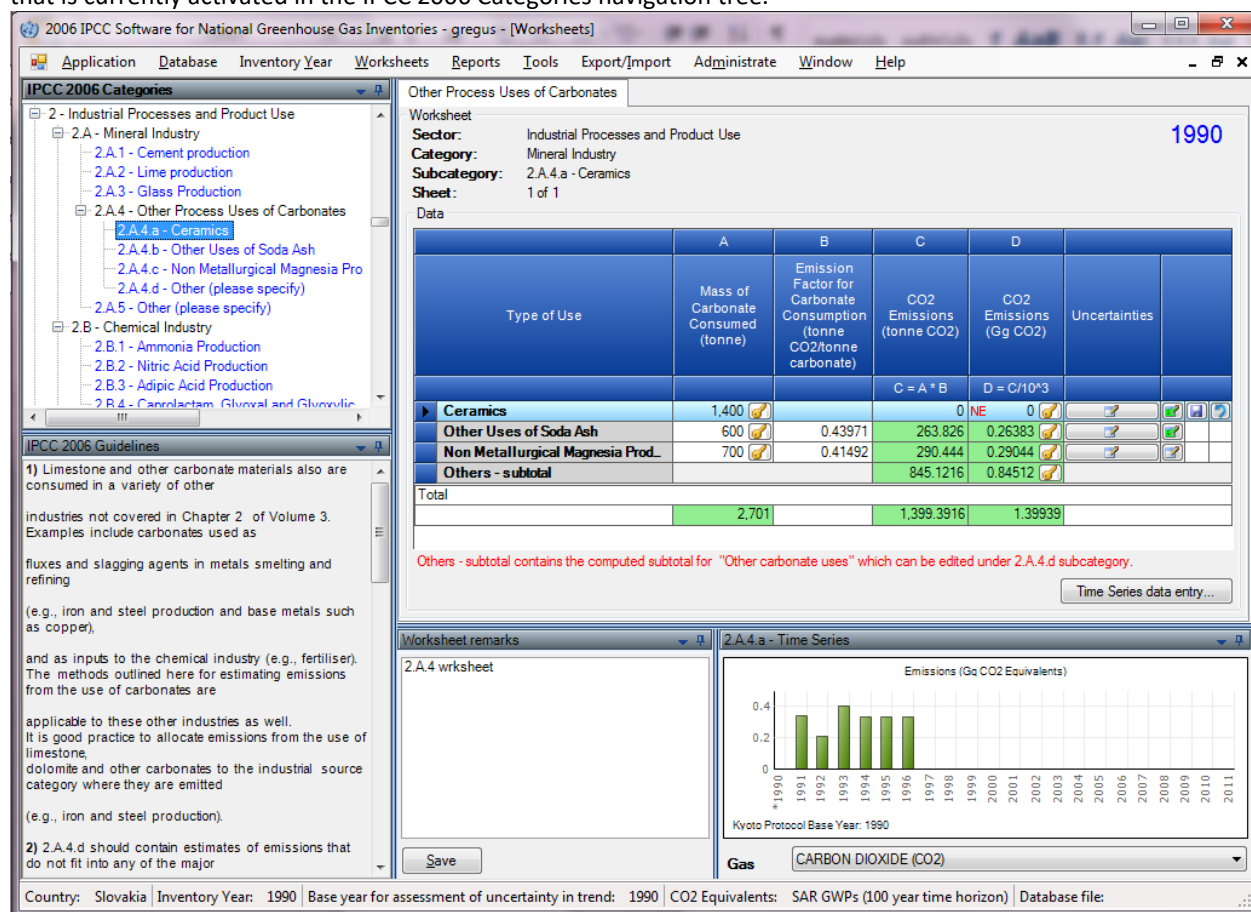 that is currently activated in the IPCC 2006 Categories navigation tree.
2006 IPCC Software for National Greenhouse Gas Inventories - gregus - [Worksheets]
Application Database Inventory Year Worksheets Reports Tools Export/Import Administrate Window Help
IPCC 2006 Categories
2 - Industrial Processes and Product Use
2.A - Mineral Industry
2.A.1 - Cement production
2.A.2 - Lime production
2.A.3 - Glass Production
2.A.4 - Other Process Uses of Carbonates
2.A.4.a - Ceramics
2.A.4.b - Other Uses of Soda Ash
2.A.4.c - Non Metallurgical Magnesia Pro
2.A.4.d - Other (please specify)
2.A.5 - Other (please specify)
2.B - Chemical Industry
2.B.1 - Ammonia Production
2.B.2 - Nitric Acid Production
2.B.3 - Adipic Acid Production
2.B.4 - Caprolactam, Glyoxal and Glyoxylic
IPCC 2006 Guidelines
1) Limestone and other carbonate materials also are
consumed in a variety of other
industries not covered in Chapter 2 of Volume 3.
Examples include carbonates used as
fluxes and slagging agents in metals smelting and
refining
(e.g., iron and steel production and base metals such
as copper),
and as inputs to the chemical industry (e.g., fertiliser).
The methods outlined here for estimating emissions
from the use of carbonates are
applicable to these other industries as well.
It is good practice to allocate emissions from the use of
limestone,
dolomite and other carbonates to the industrial source
category where they are emitted
(e.g., iron and steel production).
2) 2.A.4.d should contain estimates of emissions that
do not fit into any of the major
Other Process Uses of Carbonates
Worksheet
Sector: Industrial Processes and Product Use
1990
Category: Mineral Industry
Subcategory: 2.A.4.a - Ceramics
Sheet: 1 of 1
Data
A B C D
Type of Use
Mass of
Carbonate
Consumed
(tonne)
Emission
Factor for
Carbonate
Consumption
(tonne
CO2/tonne
carbonate)
CO2
Emissions
(tonne CO2)
CO2
Emissions
(Gg CO2)
Uncertainties
C = A * B D = C/10^3
Ceramics 1,400 0 NE 0
Other Uses of Soda Ash 600 0.43971 263.826 0.26383
Non Metallurgical Magnesia Prod... 700 0.41492 290.444 0.29044
Others - subtotal 845.1216 0.84512
Total
2,701 1,399.3916 1.39939
Others - subtotal contains the computed subtotal for "Other carbonate uses" which can be edited under 2.A.4.d subcategory.
Time Series data entry...
Worksheet remarks
2.A.4 wrksheet
Save
2.A.4.a - Time Series
Emissions (Gg CO2 Equivalents)
0.4
0.2
0
*1990 1991 1992 1993 1994 1995 1996 1997 1998 1999 2000 2001 2002 2003 2004 2005 2006 2007 2008 2009 2010 2011
Kyoto Protocol Base Year: 1990
Gas CARBON DIOXIDE (CO2)
Country: Slovakia Inventory Year: 1990 Base year for assessment of uncertainty in trend: 1990 CO2 Equivalents: SAR GWPs (100 year time horizon) Database file: